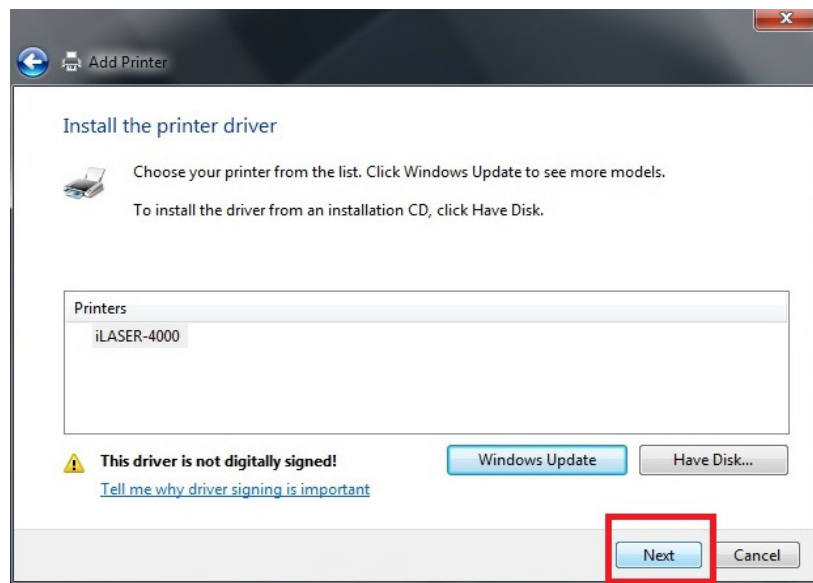 Add Printer
Install the printer driver
Choose your printer from the list. Click Windows Update to see more models.
To install the driver from an installation CD, click Have Disk.
Printers
iLASER-4000
This driver is not digitally signed!
Windows Update
Have Disk...
Tell me why driver signing is important
Next
Cancel